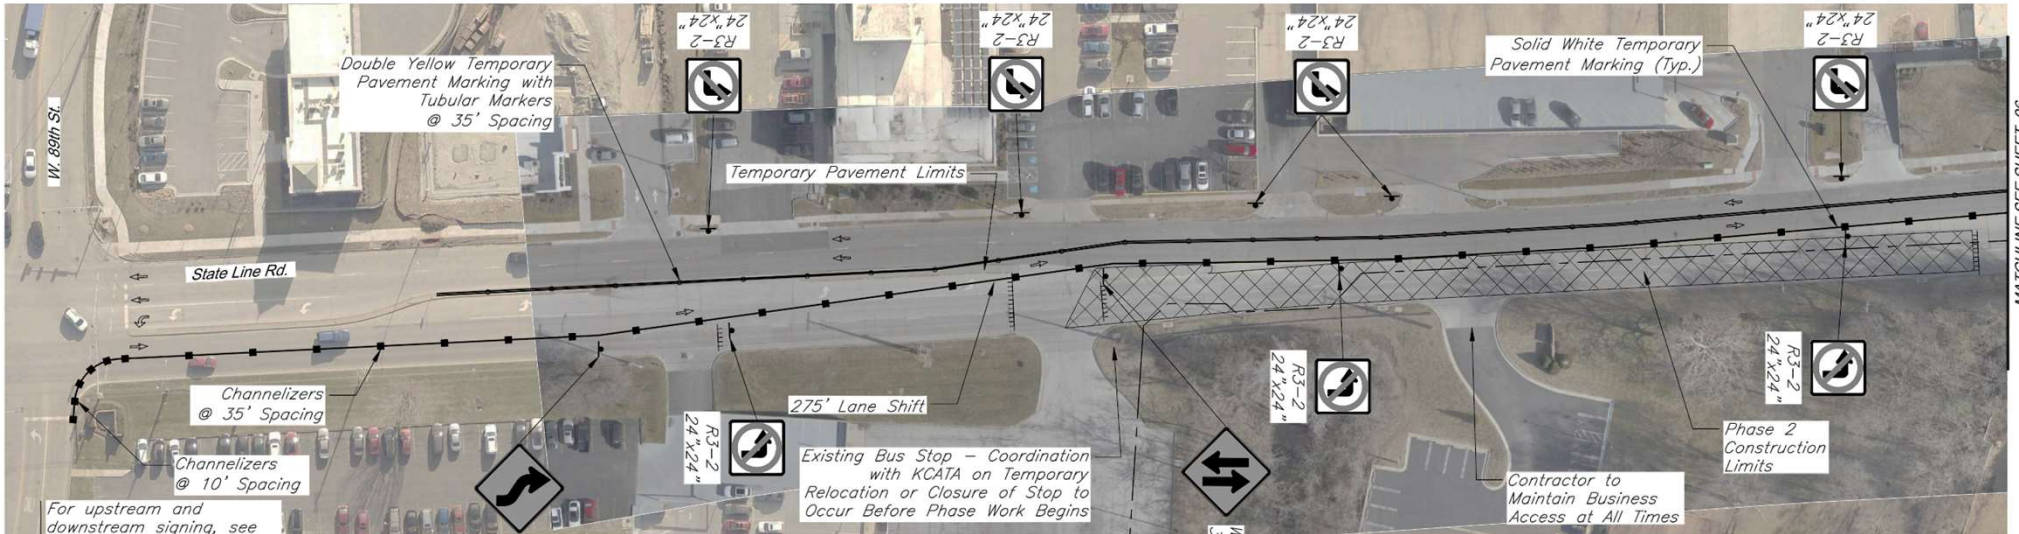 R3-2
24"x24"
R3-2
24"x24"
R3-2
24"x24"
R3-2
24"x24"
Double Yellow Temporary
Pavement Marking with
Tubular Markers
@ 35' Spacing
Solid White Temporary
Pavement Marking (Typ.)
W. 89th St.
Temporary Pavement Limits
State Line Rd.
MATCHLINE SEE SHEET
Channelizers
@ 35' Spacing
275' Lane Shift
R3-2
24"x24"
R3-2
24"x24"
R3-2
24"x24"
Channelizers
@ 10' Spacing
Existing Bus Stop – Coordination
with KCATA on Temporary
Relocation or Closure of Stop to
Occur Before Phase Work Begins
Phase 2
Construction
Limits
Contractor to
Maintain Business
Access at All Times
For upstream and
downstream signing, see